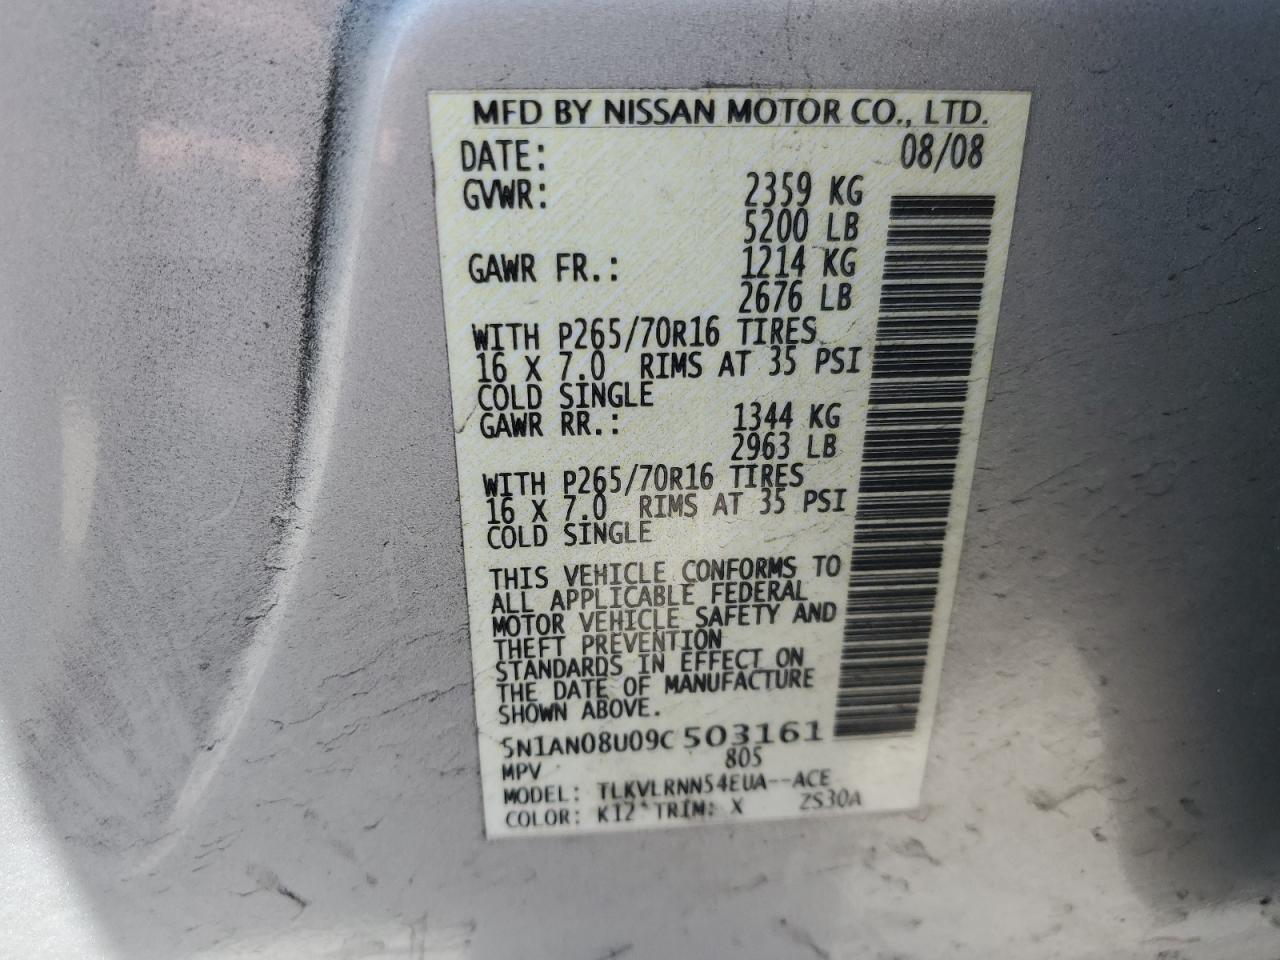 MFD BY NISSAN MOTOR CO., LTD.
DATE: 08/08
GVWR: 2359 KG
5200 LB
GAWR FR.: 1214 KG
2676 LB
WITH P265/70R16 TIRES
16 X 7.0 RIMS AT 35 PSI
COLD SINGLE
GAWR RR.: 1344 KG
2963 LB
WITH P265/70R16 TIRES
16 X 7.0 RIMS AT 35 PSI
COLD SINGLE
THIS VEHICLE CONFORMS TO
ALL APPLICABLE FEDERAL
MOTOR VEHICLE SAFETY AND
THEFT PREVENTION
STANDARDS IN EFFECT ON
THE DATE OF MANUFACTURE
SHOWN ABOVE.
5N1AN08U09C 503161
MPV 805
MODEL: TLKVLRNN54EUA--ACE
COLOR: K12 TRIM: X ZS30A